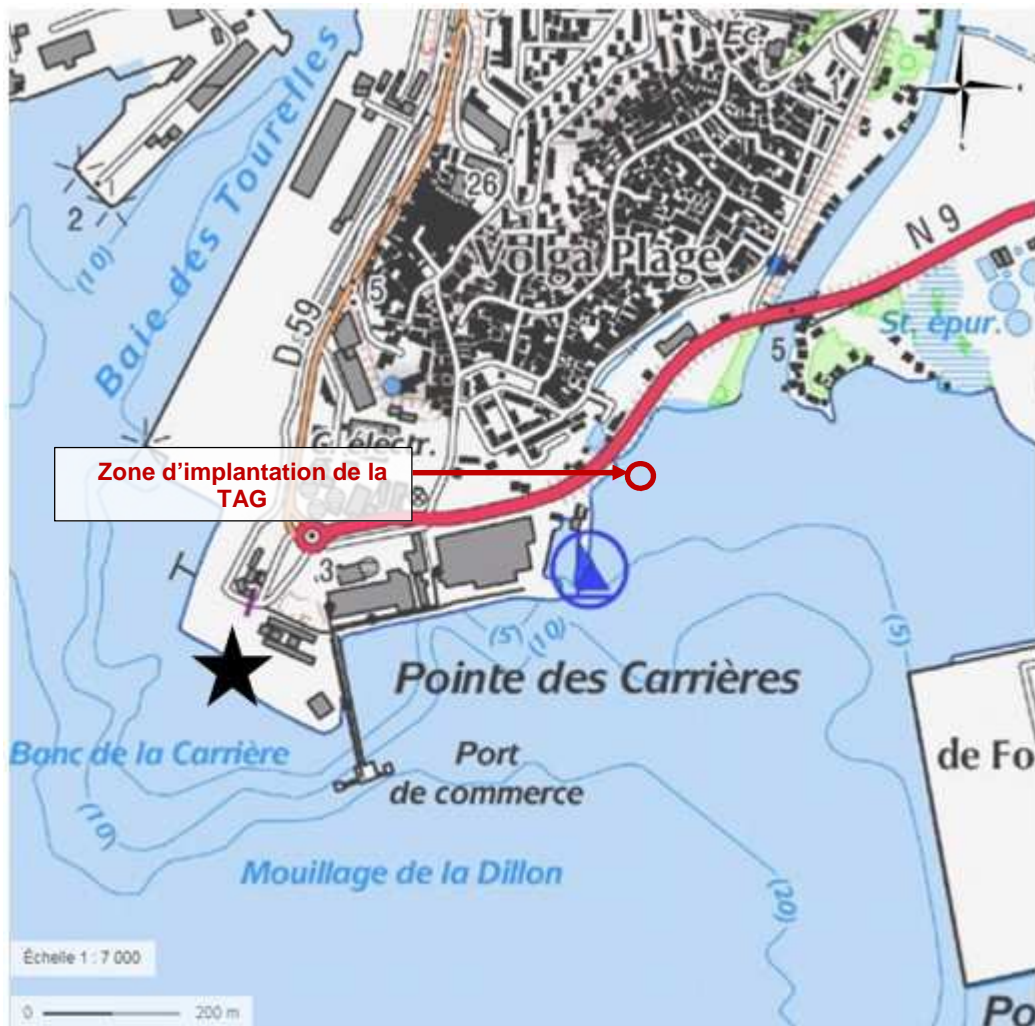 Ec.
1
Baie des Tourelles
2
(10)
26
Volga Plage
N 9
D 59
5
St. épur.
5
C. électr.
Zone d’implantation de la
TAG
.3
(5)
(10)
(5)
Pointe des Carrières
Banc de la Carrière
Port
de commerce
de Fo
(10)
Mouillage de la Dillon
(20)
Échelle 1 : 7 000
0 200 m
Po